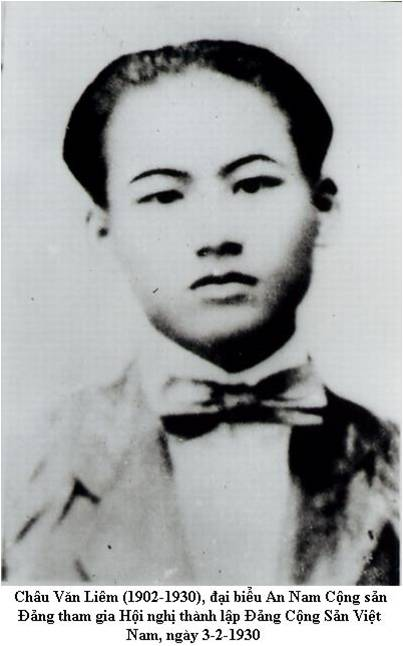 Châu Văn Liêm (1902-1930), đại biểu An Nam Cộng sản
Đảng tham gia Hội nghị thành lập Đảng Cộng Sản Việt
Nam, ngày 3-2-1930